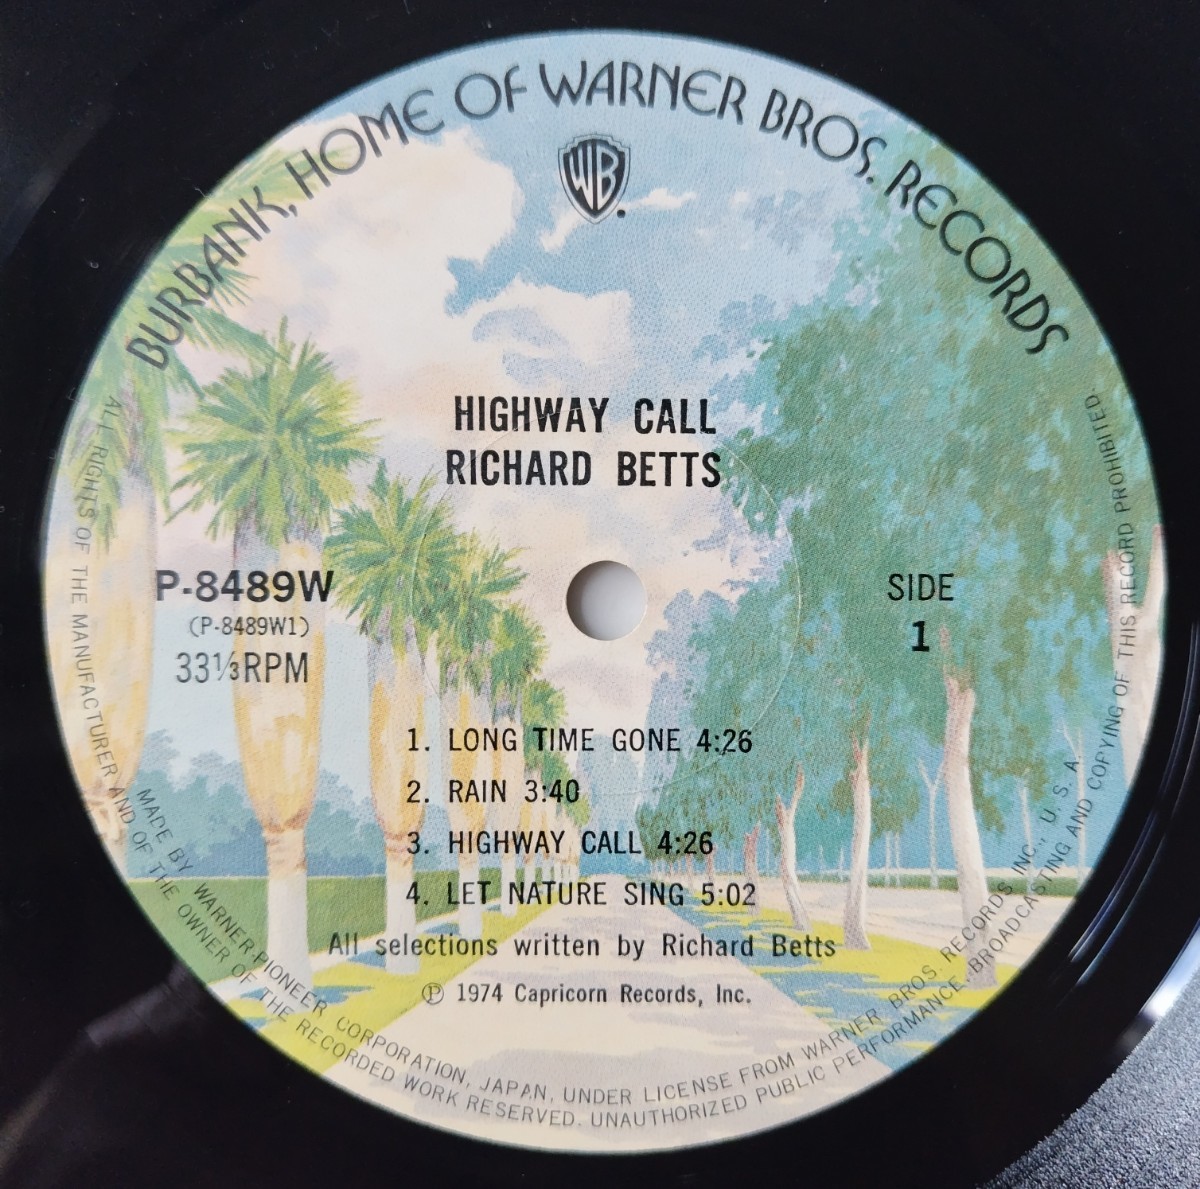 BURBANK, HOME OF WARNER BROS. RECORDS
WB
HIGHWAY CALL
RICHARD BETTS
P-8489W
(P-8489W1)
33⅓RPM
SIDE
1
1. LONG TIME GONE 4:26
2. RAIN 3:40
3. HIGHWAY CALL 4:26
4. LET NATURE SING 5:02
All selections written by Richard Betts
Ⓟ 1974 Capricorn Records, Inc.
MADE BY WARNER-PIONEER CORPORATION, JAPAN, UNDER LICENSE FROM WARNER BROS. RECORDS INC., U. S. A.
ALL RIGHTS OF THE MANUFACTURER AND OF THE OWNER OF THE RECORDED WORK RESERVED. UNAUTHORIZED PUBLIC PERFORMANCE, BROADCASTING AND COPYING OF THIS RECORD PROHIBITED.